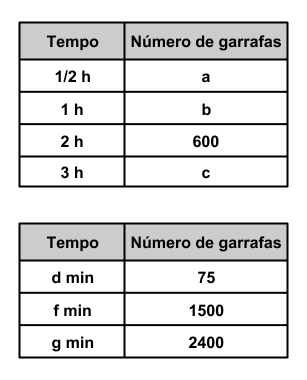 Tempo Número de garrafas
1/2 h a
1 h b
2 h 600
3 h c
Tempo Número de garrafas
d min 75
f min 1500
g min 2400